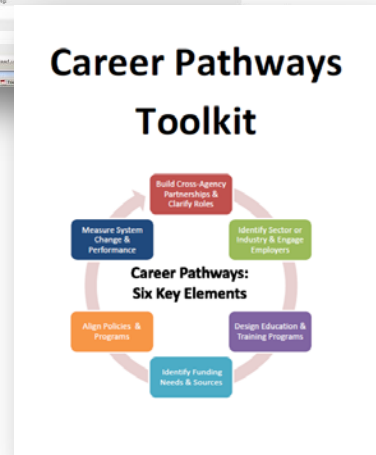 Career Pathways
Toolkit
Build Cross-Agency
Partnerships &
Clarify Roles
Identify Sector or
Industry & Engage
Employers
Design Education &
Training Programs
Identify Funding
Needs & Sources
Align Policies &
Programs
Measure System
Change &
Performance
Career Pathways:
Six Key Elements